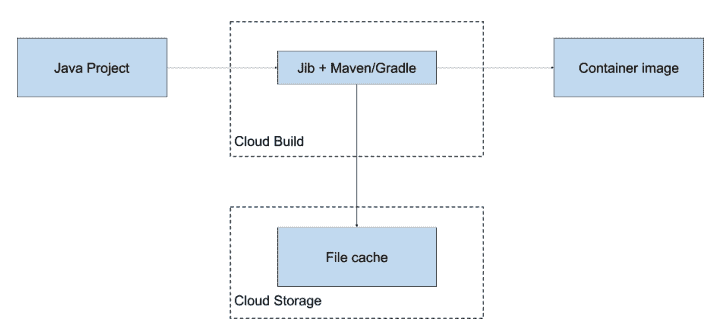 Java Project
Jib + Maven/Gradle
Container image
Cloud Build
File cache
Cloud Storage